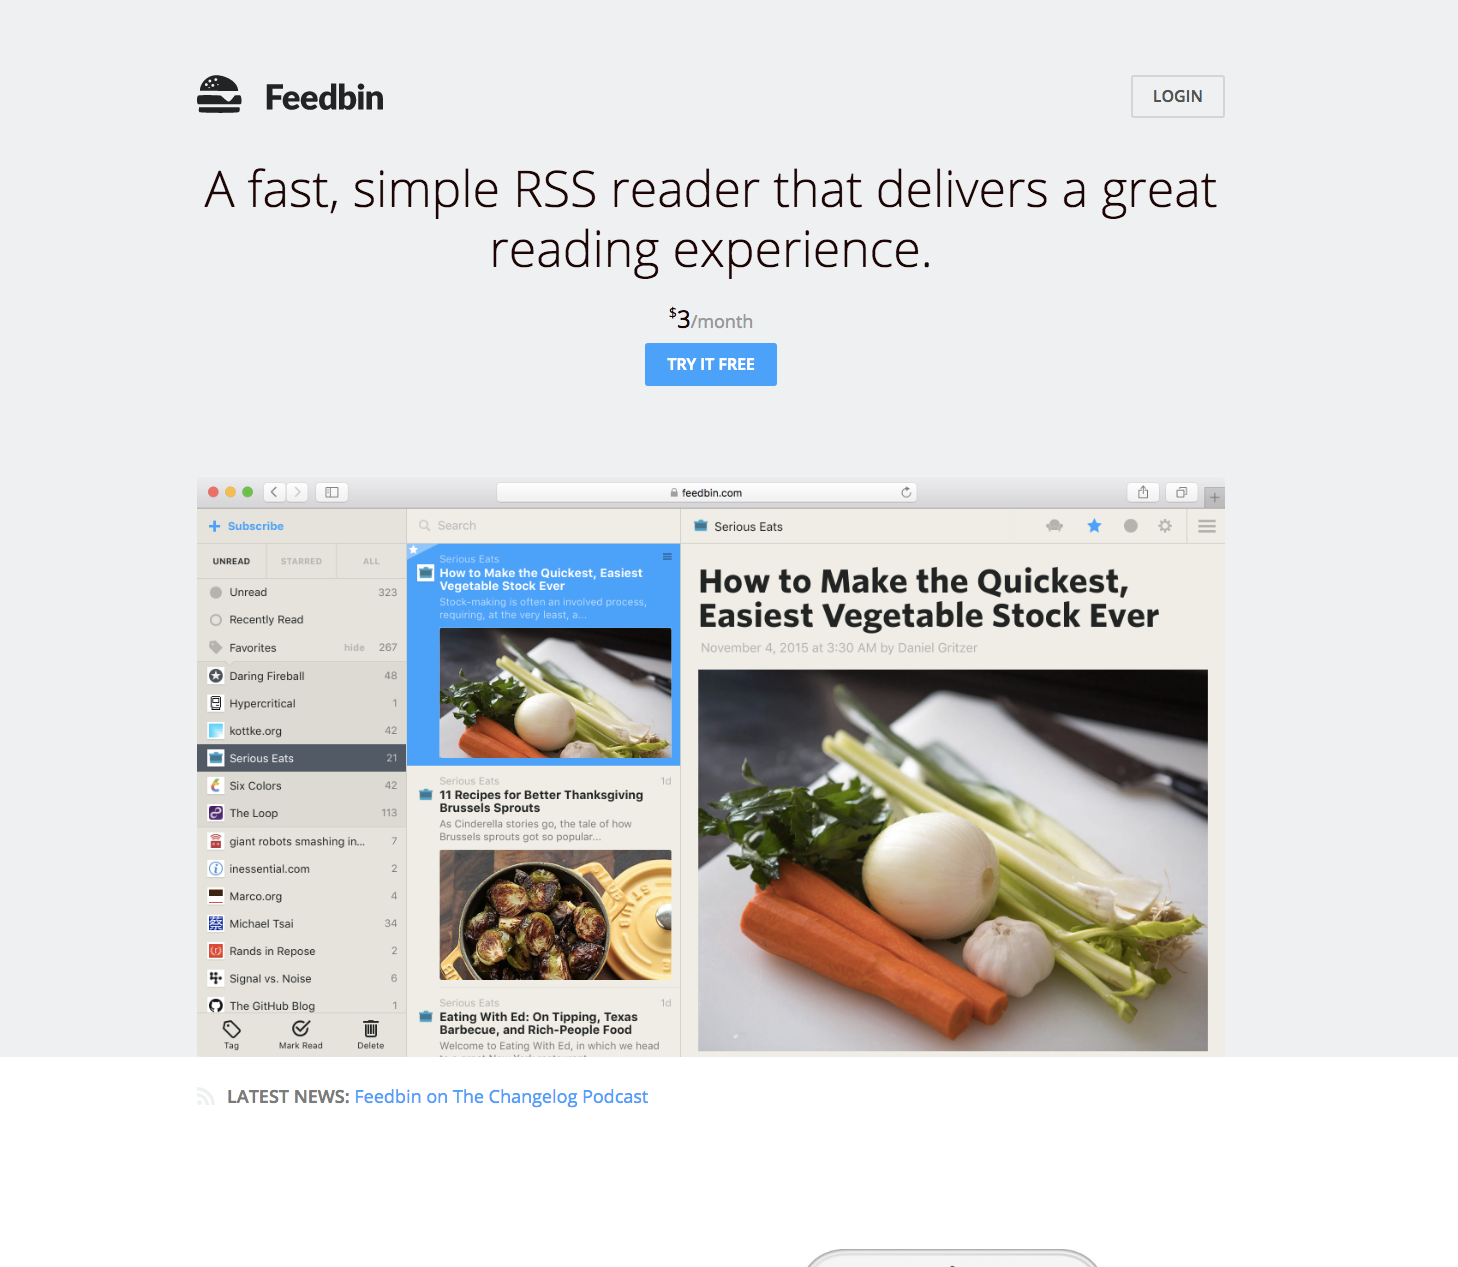 Feedbin
LOGIN
A fast, simple RSS reader that delivers a great
reading experience.
$3/month
TRY IT FREE
feedbin.com
Subscribe
UNREAD STARRED ALL
Unread 323
Recently Read
Favorites hide 267
Daring Fireball 48
Hypercritical 1
kottke.org 42
Serious Eats 21
Six Colors 42
The Loop 113
giant robots smashing in... 7
inessential.com 2
Marco.org 4
Michael Tsai 34
Rands in Repose 2
Signal vs. Noise 6
The GitHub Blog 1
Tag Mark Read Delete
Search
Serious Eats
How to Make the Quickest, Easiest
Vegetable Stock Ever
Stock-making is often an involved process,
requiring, at the very least, a...
Serious Eats 1d
11 Recipes for Better Thanksgiving
Brussels Sprouts
As Cinderella stories go, the tale of how
Brussels sprouts got so popular...
Serious Eats 1d
Eating With Ed: On Tipping, Texas
Barbecue, and Rich-People Food
Welcome to Eating With Ed, in which we head
Serious Eats
How to Make the Quickest,
Easiest Vegetable Stock Ever
November 4, 2015 at 3:30 AM by Daniel Gritzer
LATEST NEWS: Feedbin on The Changelog Podcast